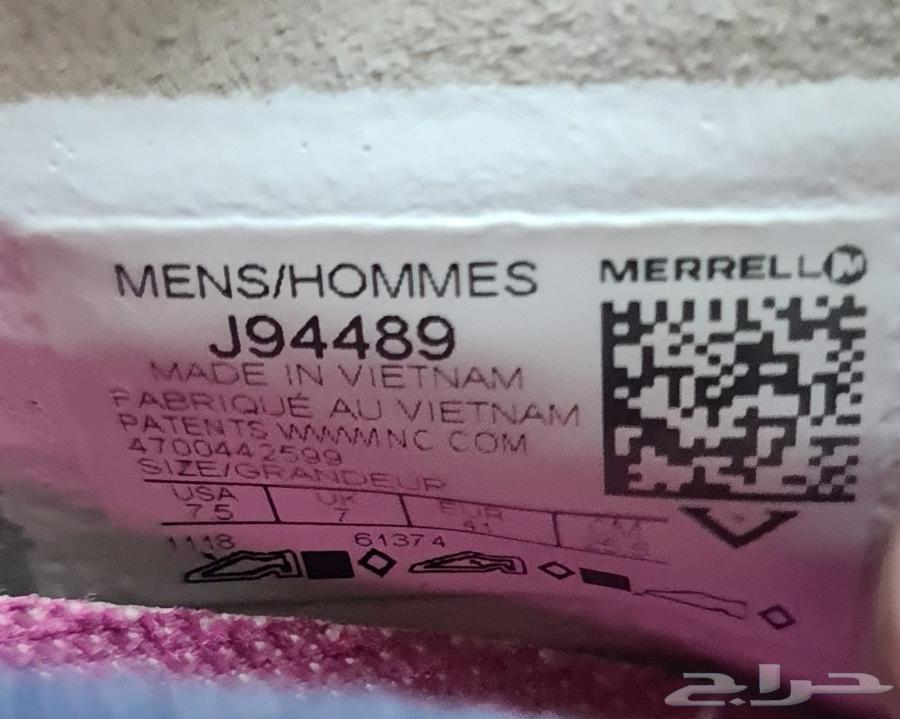 MENS/HOMMES
MERRELL
J94489
MADE IN VIETNAM
FABRIQUÉ AU VIETNAM
PATENTS WWW.MNC.COM
4700442599
SIZE/GRANDEUR
USA UK EUR
7.5 7 41
1118 61374
حراج